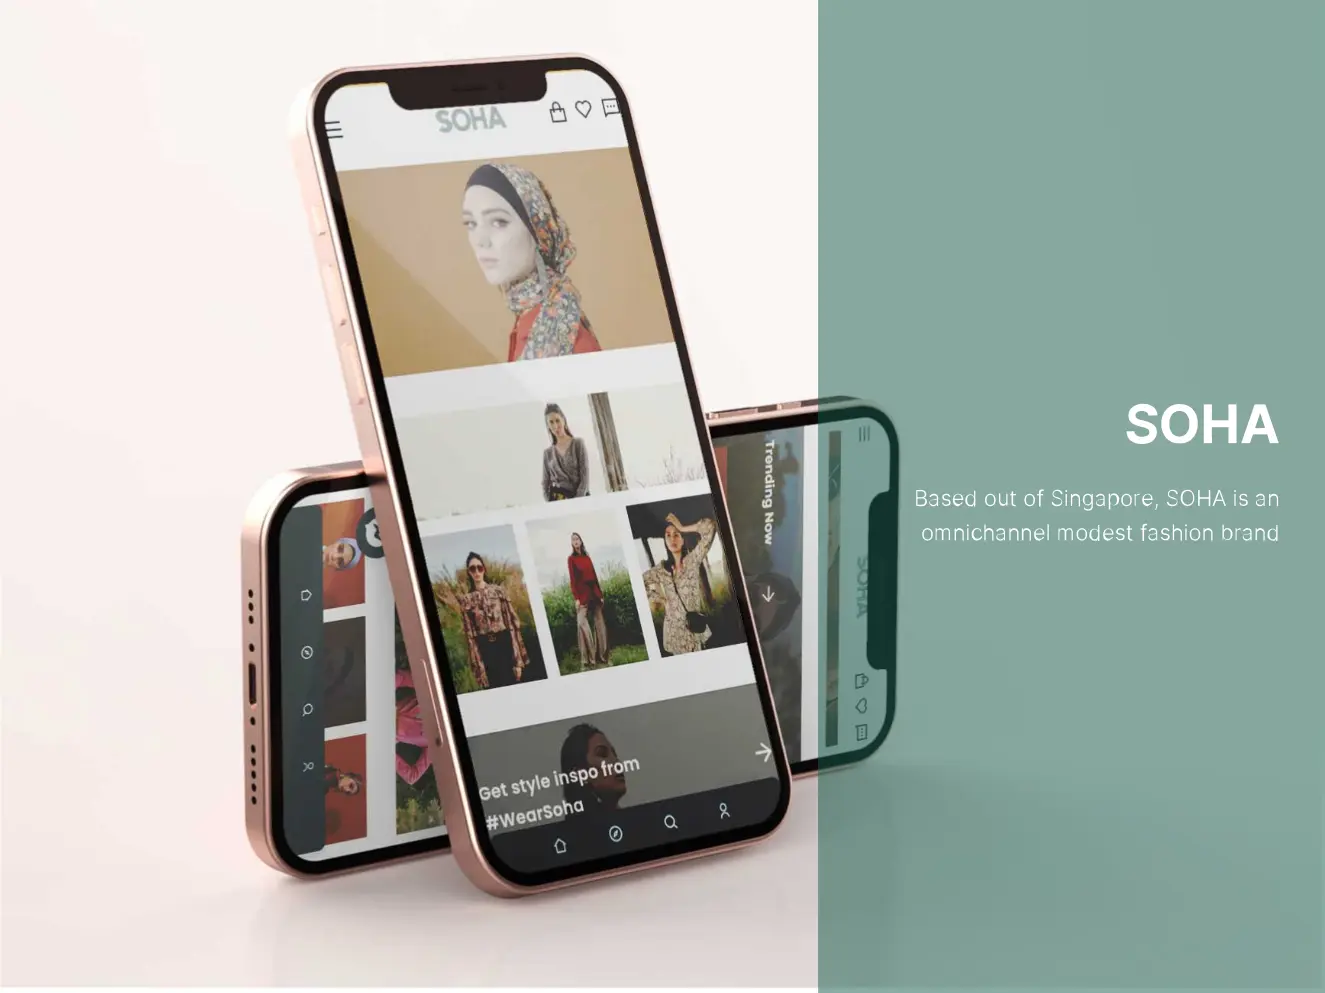 SOHA
Get style inspo from
#WearSoha
Trending Now
SOHA
SOHA
Based out of Singapore, SOHA is an
omnichannel modest fashion brand